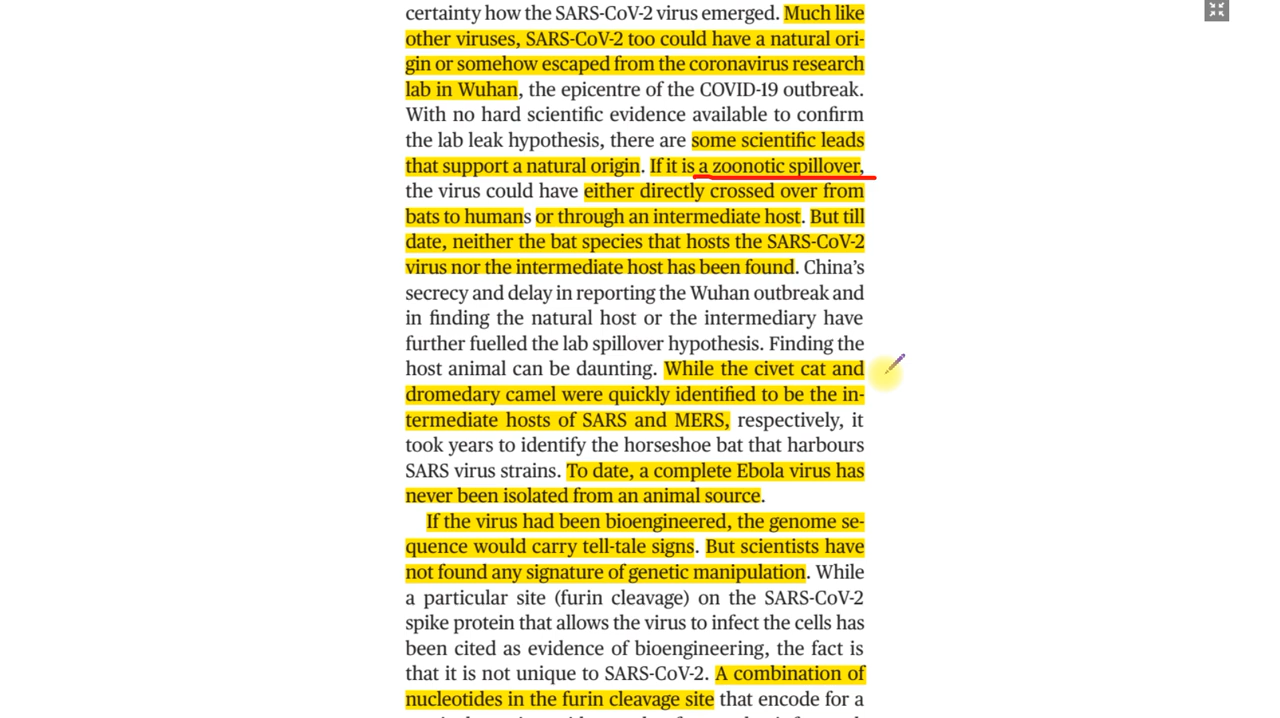 certainty how the SARS-CoV-2 virus emerged. Much like
other viruses, SARS-CoV-2 too could have a natural ori-
gin or somehow escaped from the coronavirus research
lab in Wuhan, the epicentre of the COVID-19 outbreak.
With no hard scientific evidence available to confirm
the lab leak hypothesis, there are some scientific leads
that support a natural origin. If it is a zoonotic spillover,
the virus could have either directly crossed over from
bats to humans or through an intermediate host. But till
date, neither the bat species that hosts the SARS-CoV-2
virus nor the intermediate host has been found. China’s
secrecy and delay in reporting the Wuhan outbreak and
in finding the natural host or the intermediary have
further fuelled the lab spillover hypothesis. Finding the
host animal can be daunting. While the civet cat and
dromedary camel were quickly identified to be the in-
termediate hosts of SARS and MERS, respectively, it
took years to identify the horseshoe bat that harbours
SARS virus strains. To date, a complete Ebola virus has
never been isolated from an animal source.
If the virus had been bioengineered, the genome se-
quence would carry tell-tale signs. But scientists have
not found any signature of genetic manipulation. While
a particular site (furin cleavage) on the SARS-CoV-2
spike protein that allows the virus to infect the cells has
been cited as evidence of bioengineering, the fact is
that it is not unique to SARS-CoV-2. A combination of
nucleotides in the furin cleavage site that encode for a